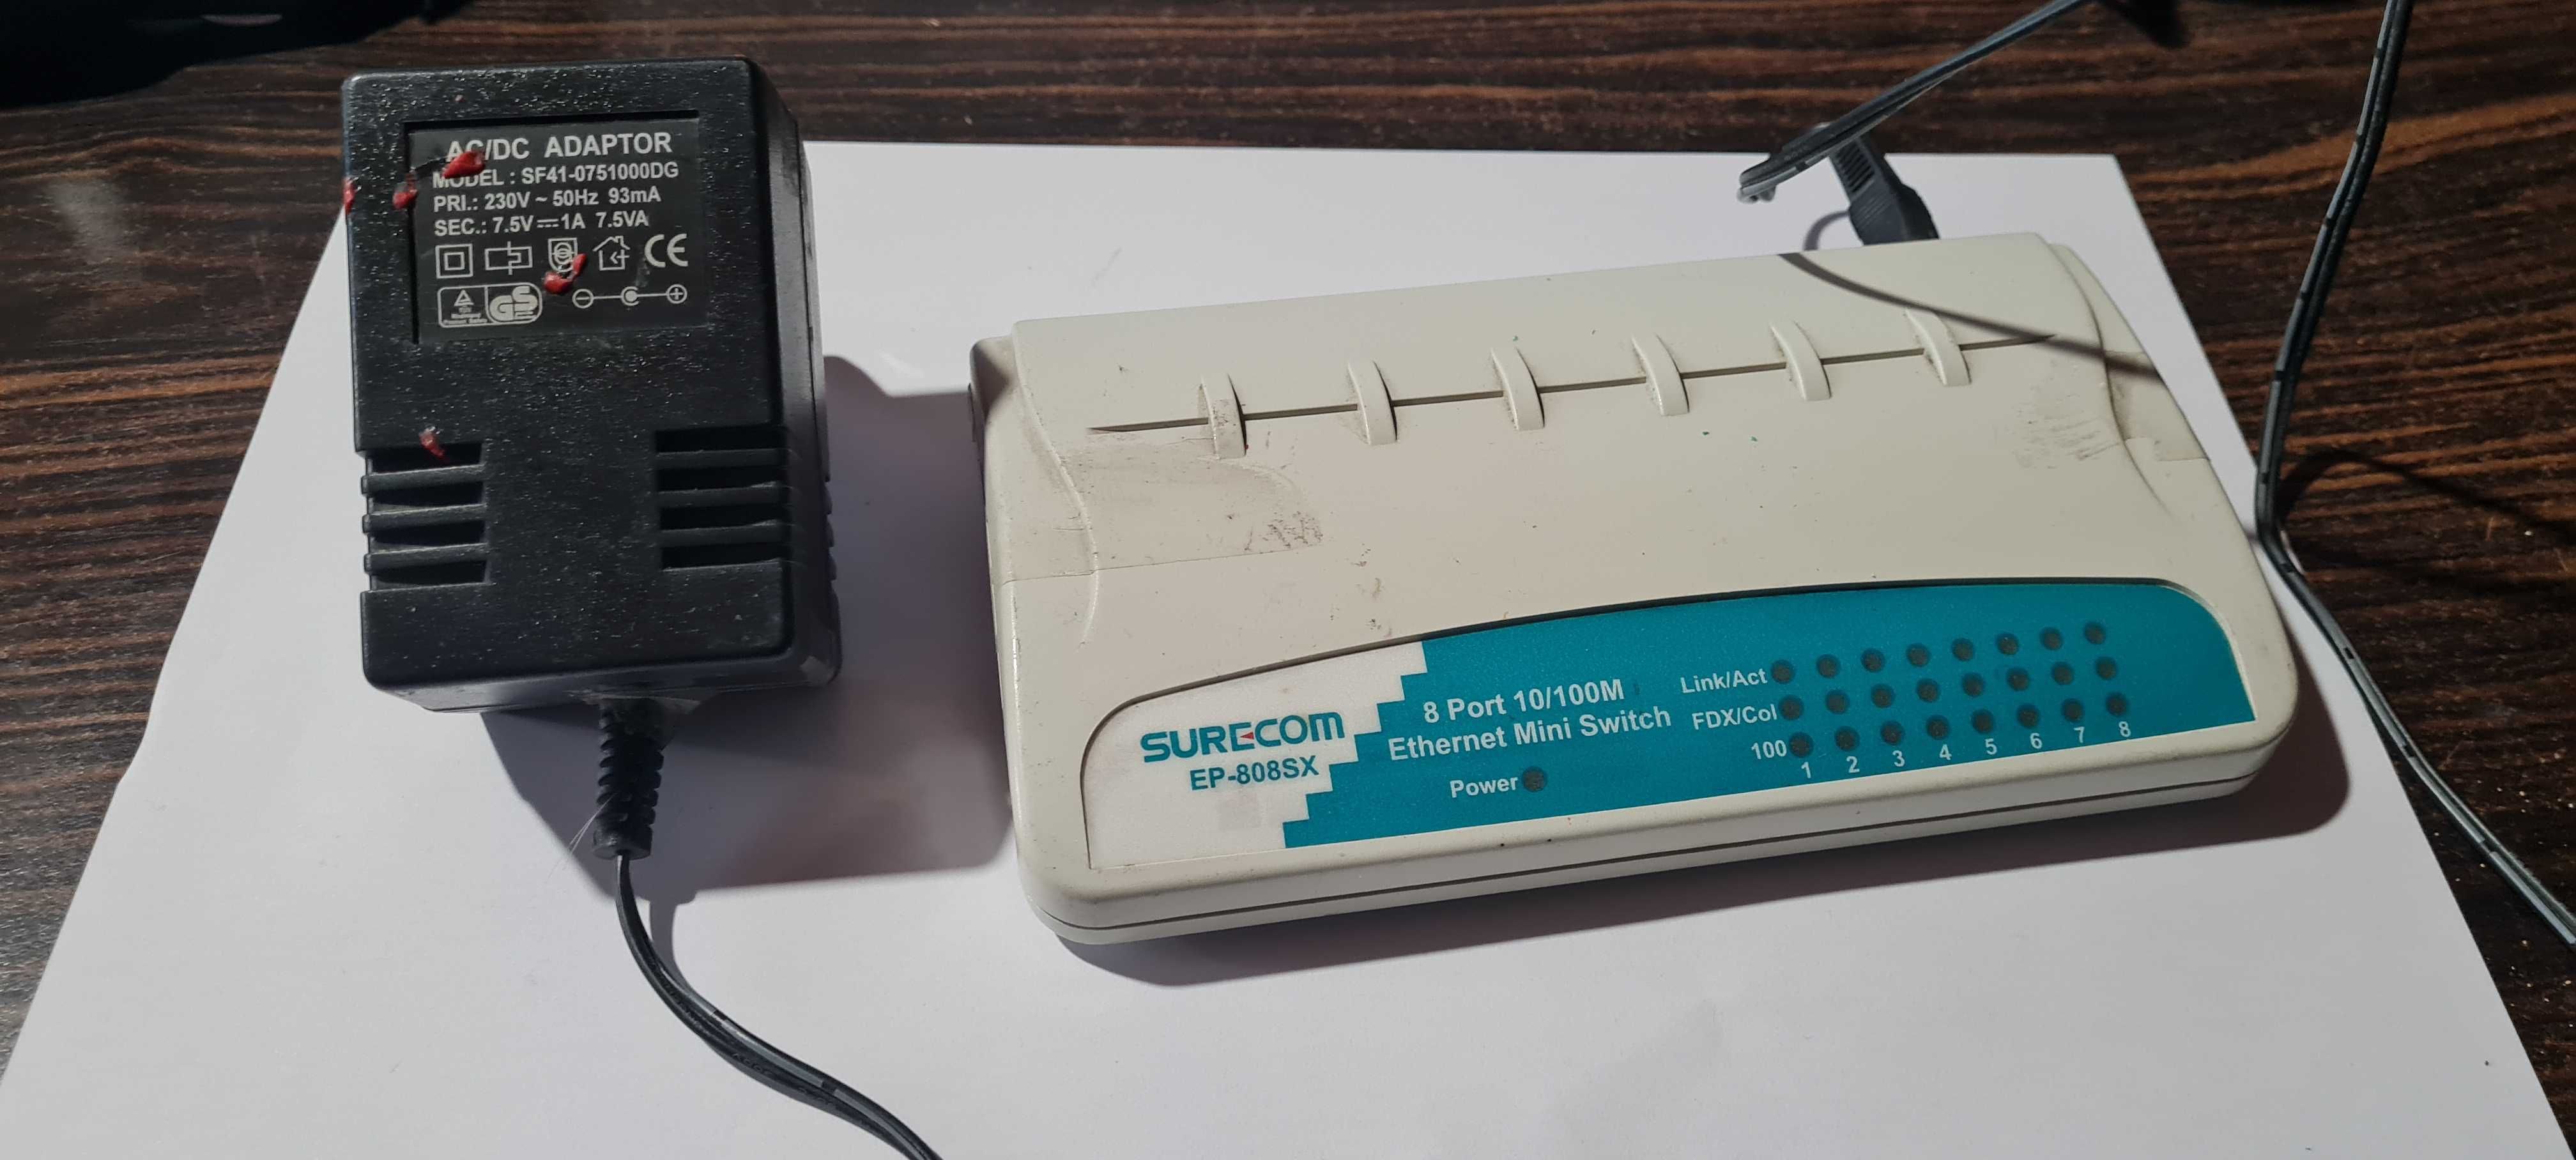 AC/DC ADAPTOR
MODEL : SF41-0751000DG
PRI.: 230V ~ 50Hz 93mA
SEC.: 7.5V⎓1A 7.5VA
CE
GS
SURECOM
EP-808SX
8 Port 10/100M
Ethernet Mini Switch
Power
Link/Act
FDX/Col
100
1 2 3 4 5 6 7 8